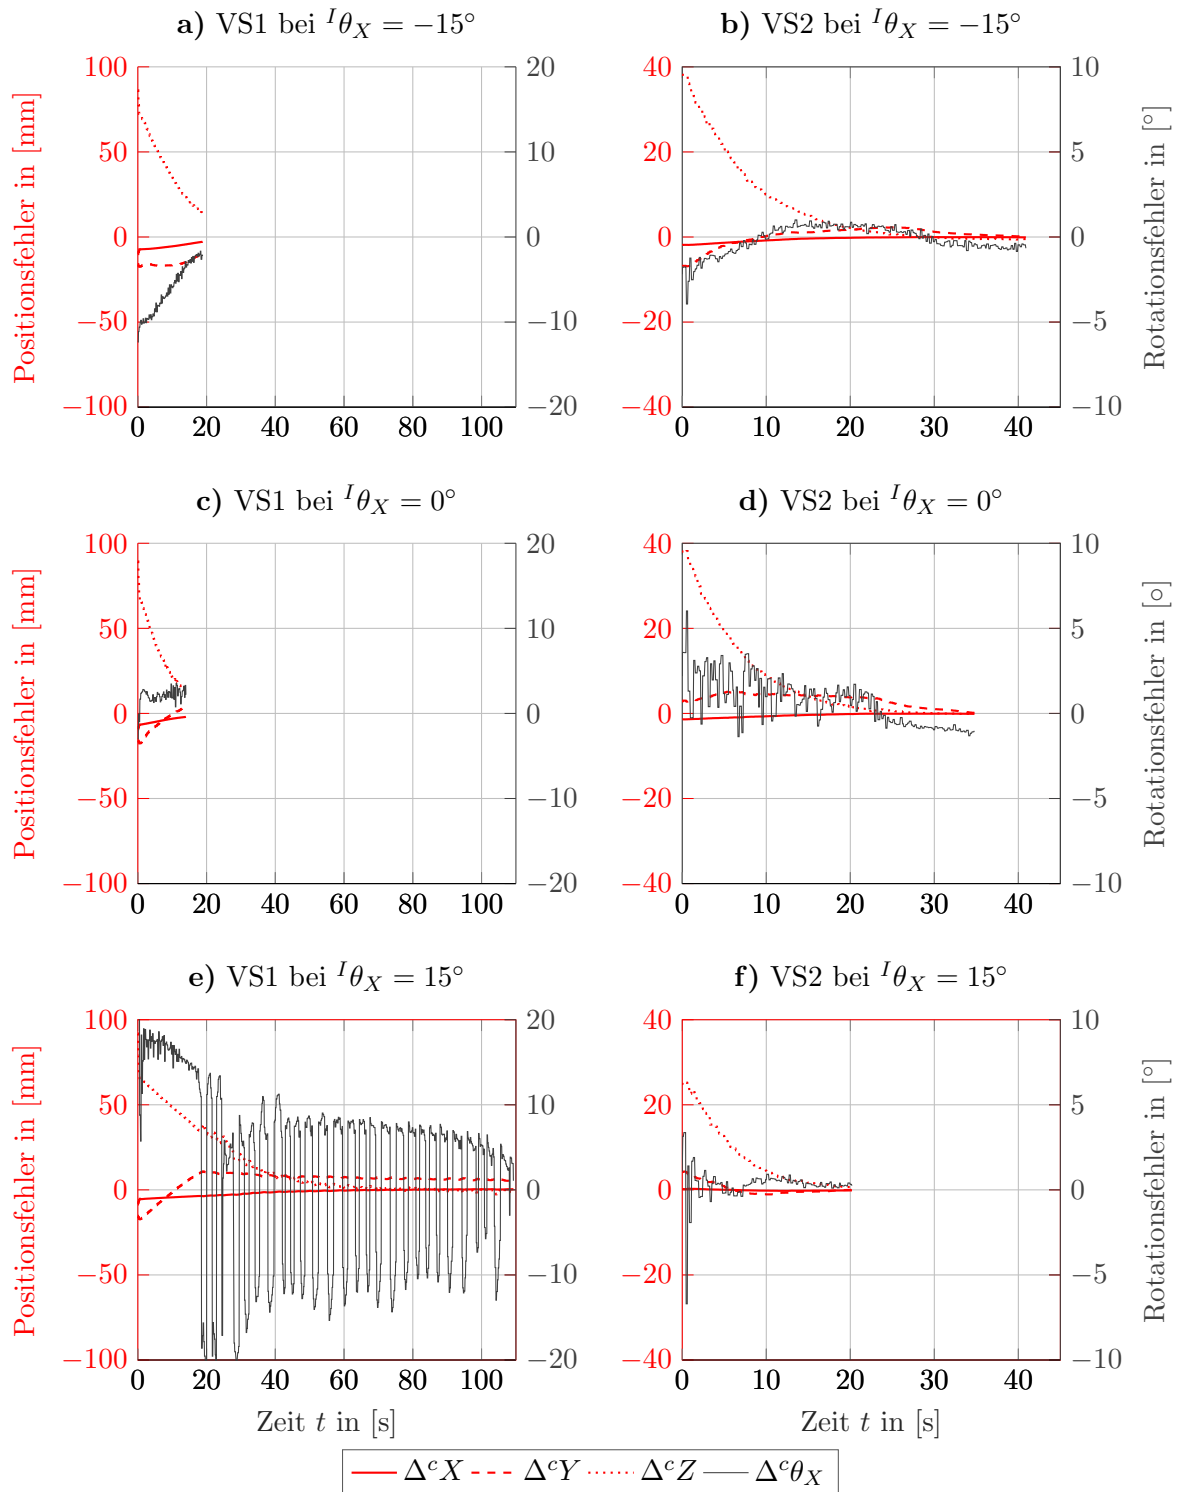 a) VS1 bei ^Iθ_X = −15°
b) VS2 bei ^Iθ_X = −15°
Positionsfehler in [mm]
100
50
0
−50
−100
20
10
0
−10
−20
0 20 40 60 80 100
40
20
0
−20
−40
10
5
0
−5
−10
0 10 20 30 40
Rotationsfehler in [°]
c) VS1 bei ^Iθ_X = 0°
d) VS2 bei ^Iθ_X = 0°
Positionsfehler in [mm]
100
50
0
−50
−100
20
10
0
−10
−20
0 20 40 60 80 100
40
20
0
−20
−40
10
5
0
−5
−10
0 10 20 30 40
Rotationsfehler in [○]
e) VS1 bei ^Iθ_X = 15°
f) VS2 bei ^Iθ_X = 15°
Positionsfehler in [mm]
100
50
0
−50
−100
20
10
0
−10
−20
0 20 40 60 80 100
Zeit t in [s]
40
20
0
−20
−40
10
5
0
−5
−10
0 10 20 30 40
Zeit t in [s]
Rotationsfehler in [°]
Δ^cX Δ^cY Δ^cZ Δ^cθ_X